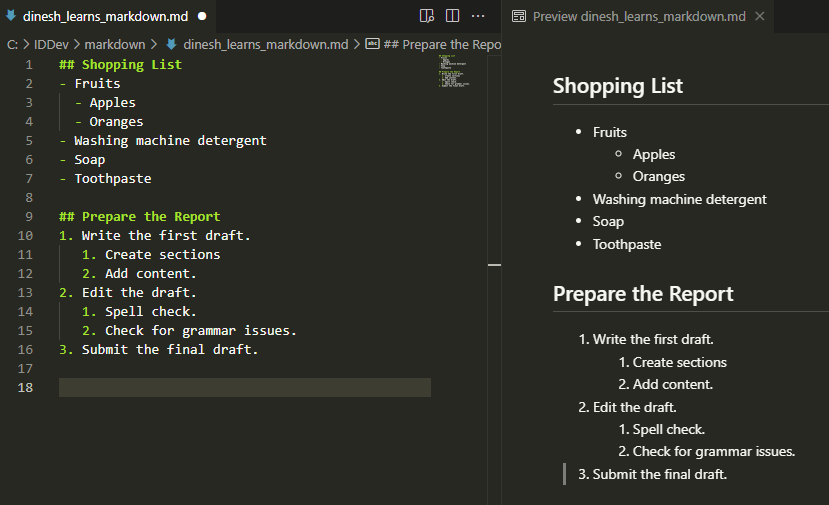 dinesh_learns_markdown.md
Preview dinesh_learns_markdown.md
C: > IDDev > markdown > dinesh_learns_markdown.md > ## Prepare the Repo
1 ## Shopping List
2 - Fruits
3 - Apples
4 - Oranges
5 - Washing machine detergent
6 - Soap
7 - Toothpaste
8
9 ## Prepare the Report
10 1. Write the first draft.
11 1. Create sections
12 2. Add content.
13 2. Edit the draft.
14 1. Spell check.
15 2. Check for grammar issues.
16 3. Submit the final draft.
17
18
Shopping List
• Fruits
◦ Apples
◦ Oranges
• Washing machine detergent
• Soap
• Toothpaste
Prepare the Report
1. Write the first draft.
1. Create sections
2. Add content.
2. Edit the draft.
1. Spell check.
2. Check for grammar issues.
3. Submit the final draft.